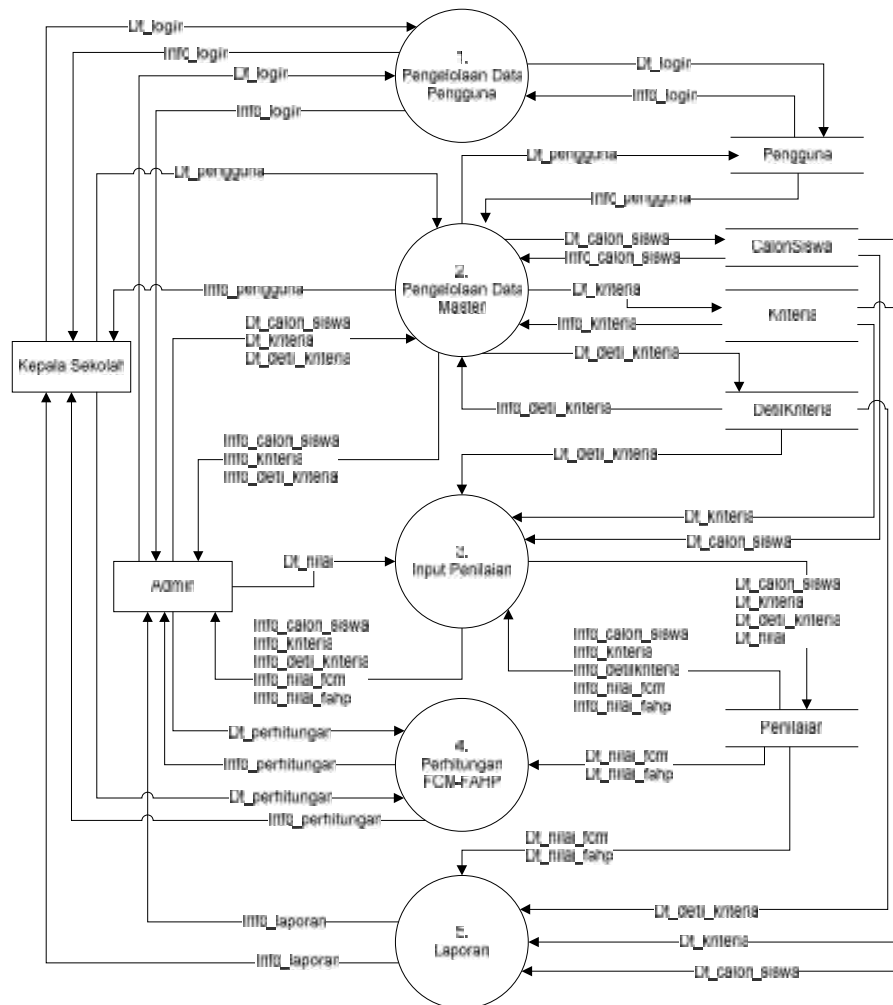 Dt_login
Info_login
Dt_login
Info_login
1.
Pengelolaan Data
Pengguna
Dt_login
Info_login
Pengguna
Dt_pengguna
Info_pengguna
Dt_pengguna
Info_pengguna
2.
Pengelolaan Data
Master
Dt_calon_siswa
Info_calon_siswa
CalonSiswa
Dt_kriteria
Info_kriteria
Kriteria
Dt_detil_kriteria
Info_detil_kriteria
DetilKriteria
Dt_calon_siswa
Dt_kriteria
Dt_detil_kriteria
Kepala Sekolah
Info_calon_siswa
Info_kriteria
Info_detil_kriteria
Dt_detil_kriteria
Dt_kriteria
Dt_calon_siswa
Admin
Dt_nilai
3.
Input Penilaian
Dt_calon_siswa
Dt_kriteria
Dt_detil_kriteria
Dt_nilai
Info_calon_siswa
Info_kriteria
Info_detil_kriteria
Info_nilai_fcm
Info_nilai_fahp
Info_calon_siswa
Info_kriteria
Info_detilkriteria
Info_nilai_fcm
Info_nilai_fahp
Penilaian
Dt_perhitungan
Info_perhitungan
Dt_perhitungan
Info_perhitungan
4.
Perhitungan
FCM-FAHP
Dt_nilai_fcm
Dt_nilai_fahp
Dt_nilai_fcm
Dt_nilai_fahp
Info_laporan
Info_laporan
5.
Laporan
Dt_detil_kriteria
Dt_kriteria
Dt_calon_siswa